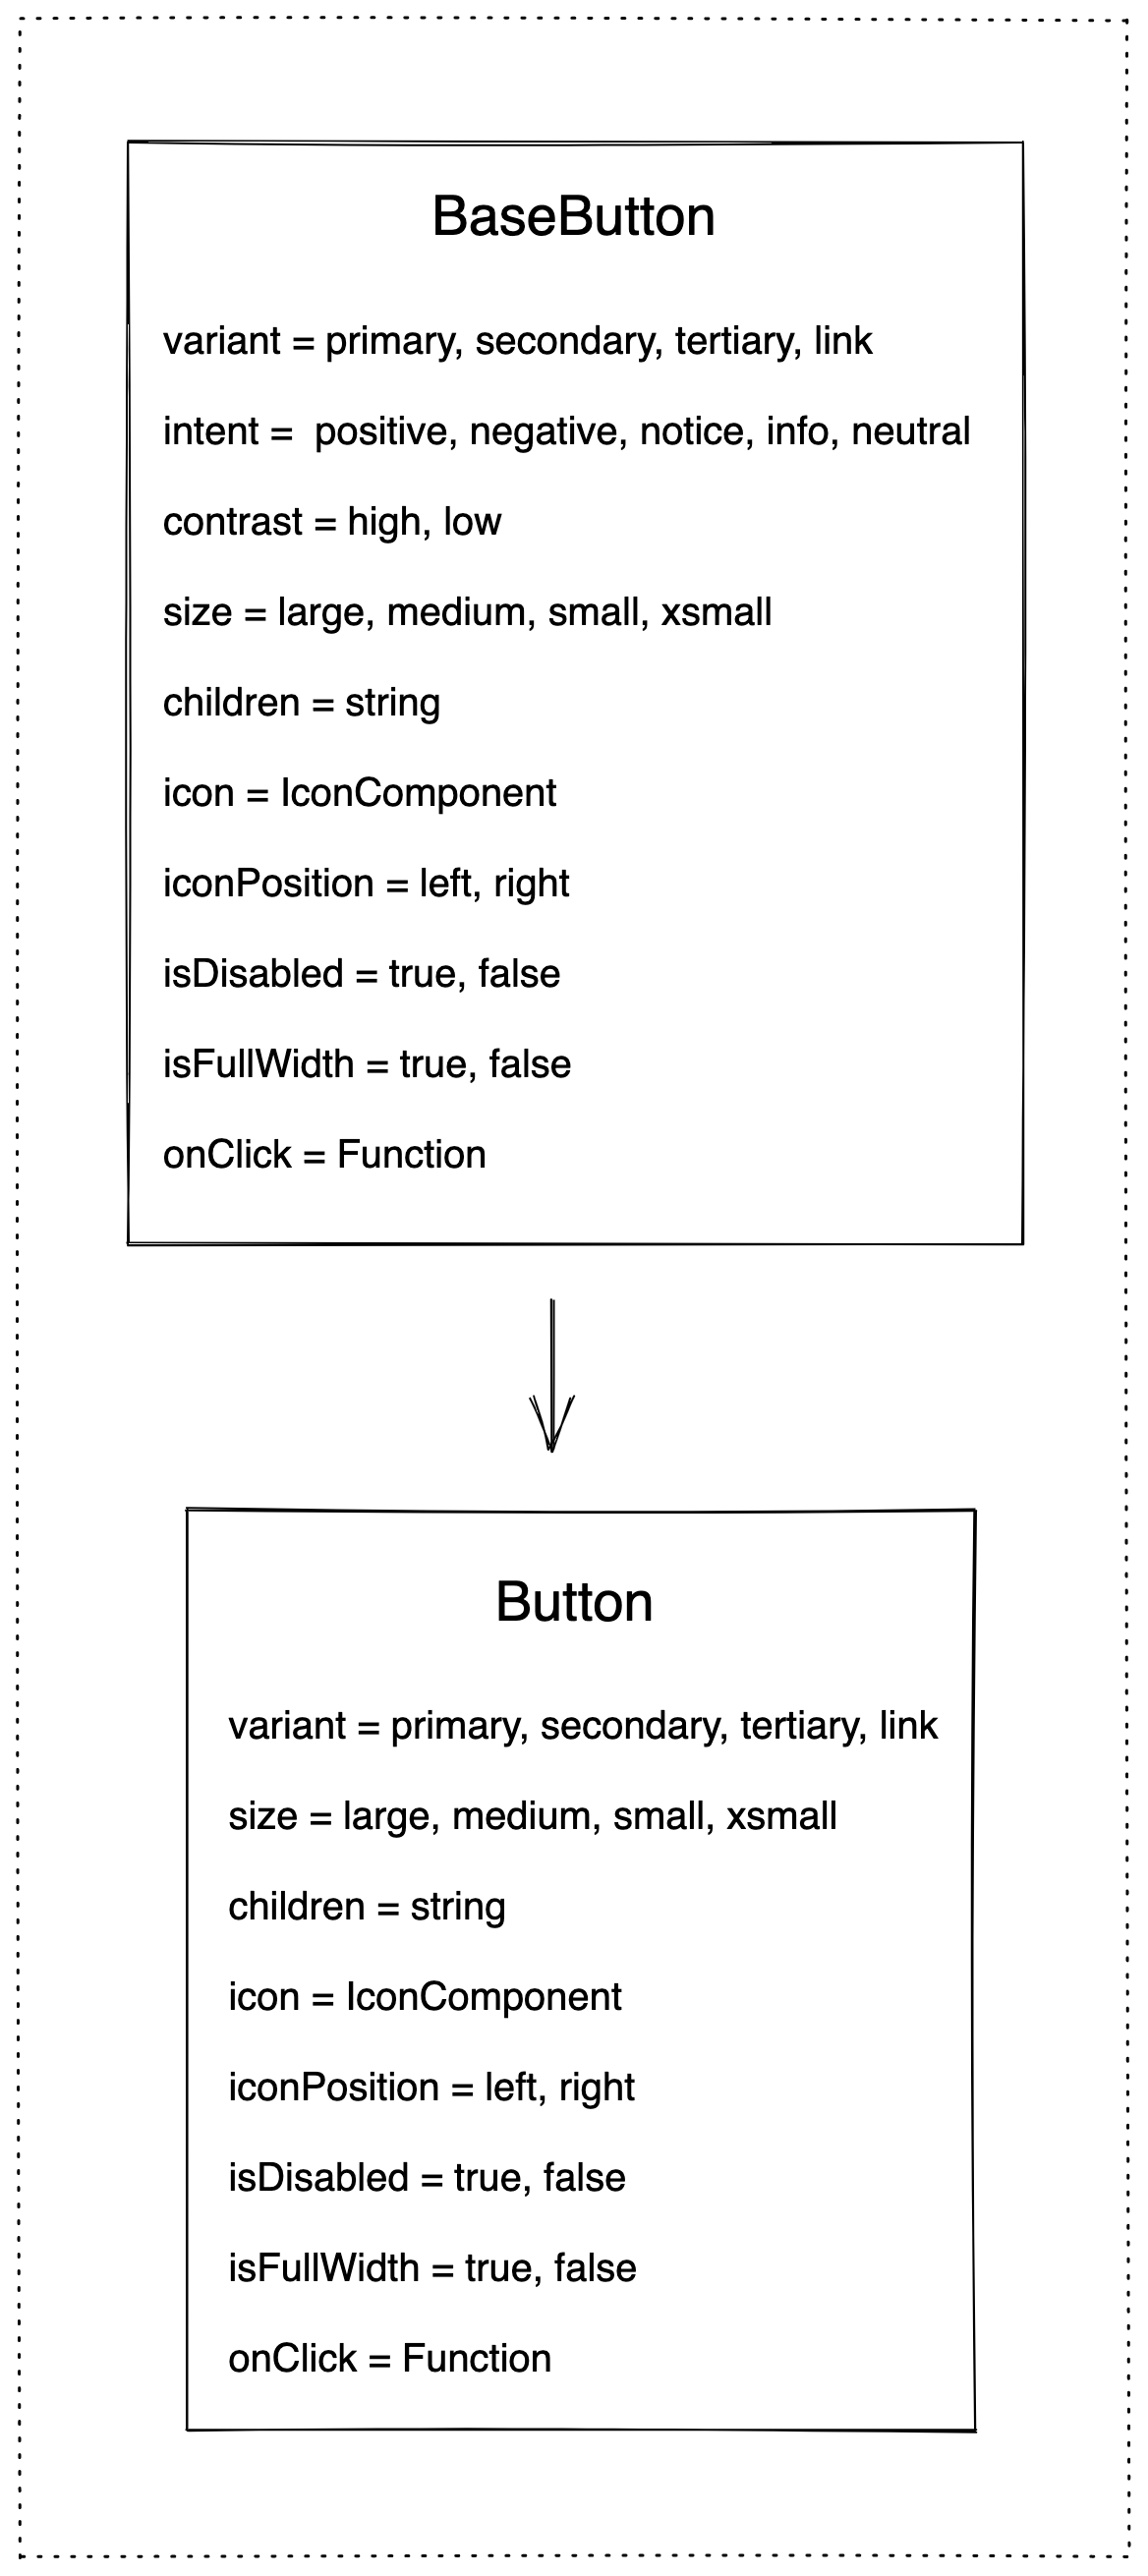 BaseButton
variant = primary, secondary, tertiary, link
intent =  positive, negative, notice, info, neutral
contrast = high, low
size = large, medium, small, xsmall
children = string
icon = IconComponent
iconPosition = left, right
isDisabled = true, false
isFullWidth = true, false
onClick = Function
Button
variant = primary, secondary, tertiary, link
size = large, medium, small, xsmall
children = string
icon = IconComponent
iconPosition = left, right
isDisabled = true, false
isFullWidth = true, false
onClick = Function